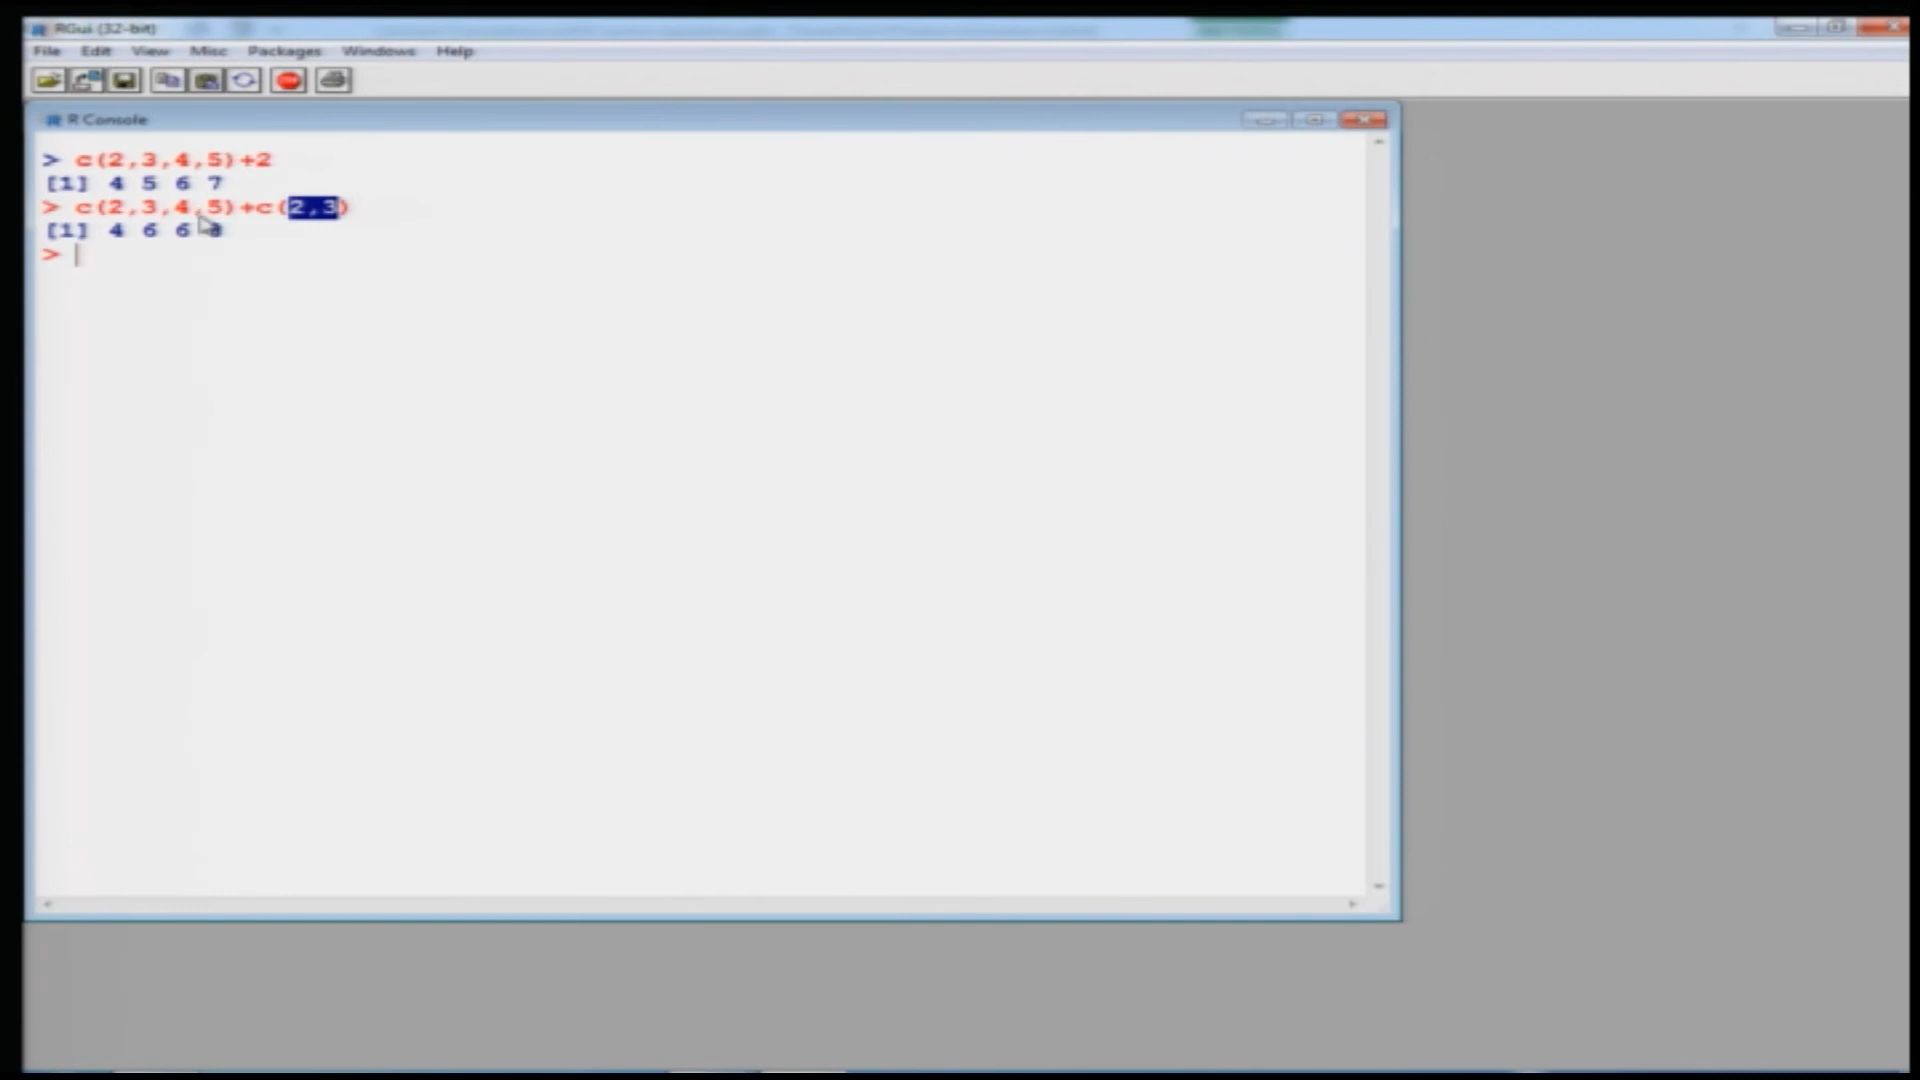 RGui (32-bit)
File Edit View Misc Packages Windows Help
R Console
> c(2,3,4,5)+2
[1] 4 5 6 7
> c(2,3,4,5)+c(2,3)
[1] 4 6 6 8
>